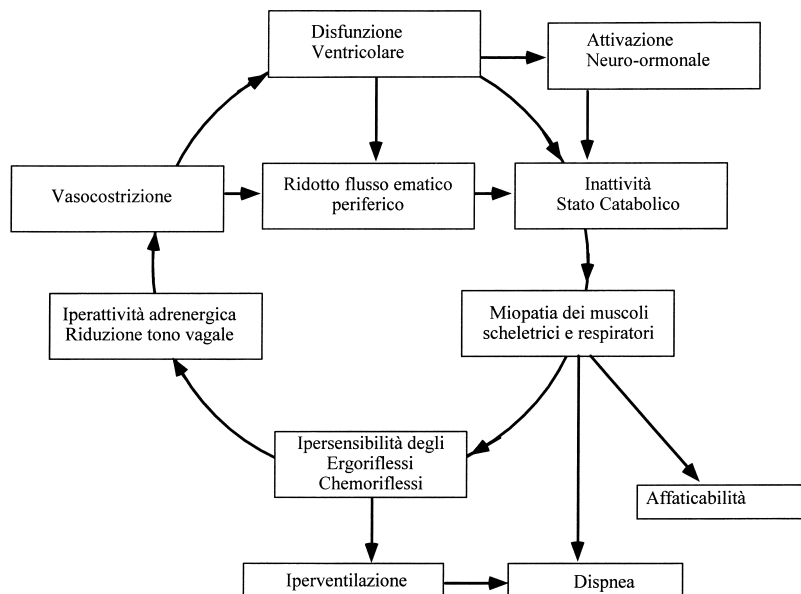 Disfunzione
Ventricolare
Attivazione
Neuro-ormonale
Vasocostrizione
Ridotto flusso ematico
periferico
Inattività
Stato Catabolico
Iperattività adrenergica
Riduzione tono vagale
Miopatia dei muscoli
scheletrici e respiratori
Ipersensibilità degli
Ergoriflessi
Chemoriflessi
Affaticabilità
Iperventilazione
Dispnea